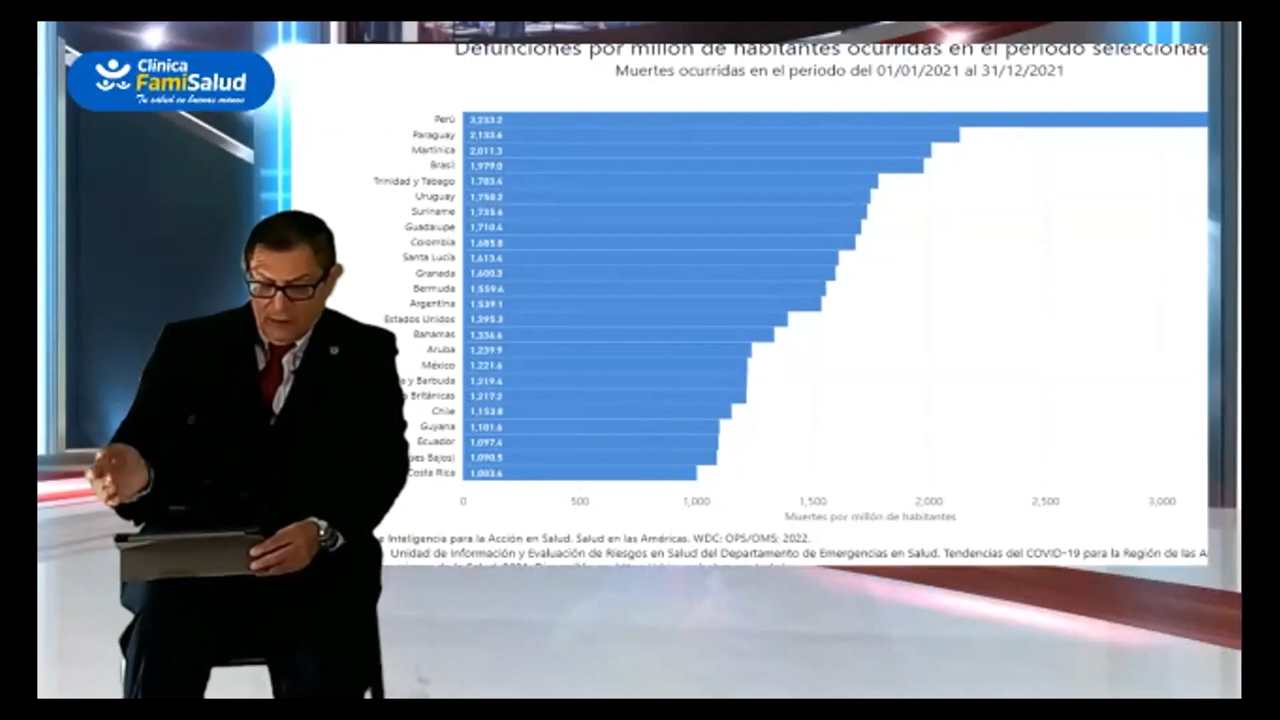 Clínica
FamiSalud
Tu salud en buenas manos
Defunciones por millón de habitantes ocurridas en el periodo seleccionad
Muertes ocurridas en el periodo del 01/01/2021 al 31/12/2021
Perú 3,233.2
Paraguay 2,133.6
Martinica 2,011.3
Brasil 1,979.0
Trinidad y Tabago 1,783.4
Uruguay 1,750.2
Suriname 1,735.6
Guadalupe 1,710.4
Colombia 1,685.8
Santa Lucía 1,613.4
Granada 1,600.3
Bermuda 1,559.6
Argentina 1,539.1
Estados Unidos 1,395.3
Bahamas 1,336.6
Aruba 1,239.9
México 1,221.6
a y Barbuda 1,219.4
Británicas 1,217.2
Chile 1,153.8
Guyana 1,101.6
Ecuador 1,097.4
ses Bajos) 1,090.5
Costa Rica 1,003.6
0 500 1,000 1,500 2,000 2,500 3,000
Muertes por millón de habitantes
e Inteligencia para la Acción en Salud. Salud en las Américas. WDC: OPS/OMS; 2022.
Unidad de Información y Evaluación de Riesgos en Salud del Departamento de Emergencias en Salud. Tendencias del COVID-19 para la Región de las A